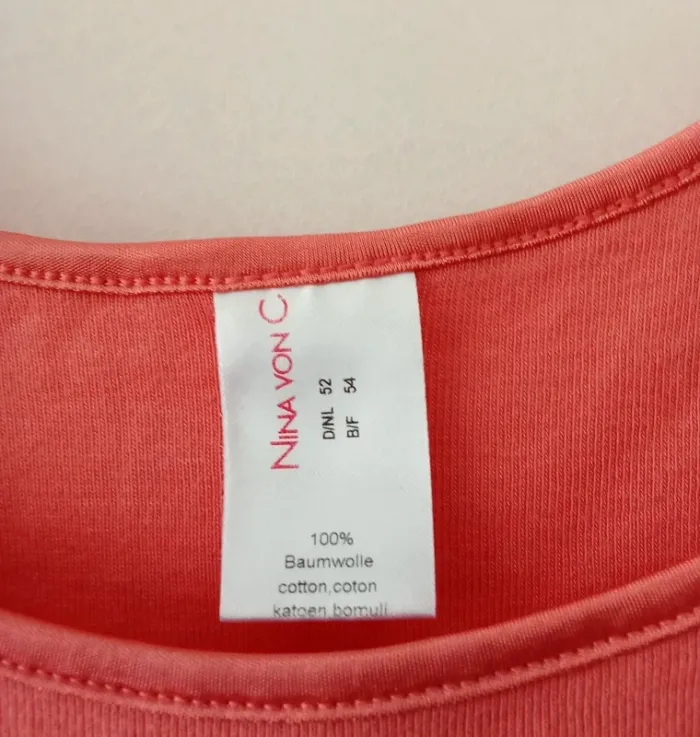 NINA VON C
D/NL 52
B/F 54
100%
Baumwolle
cotton,coton
katoen,bomull